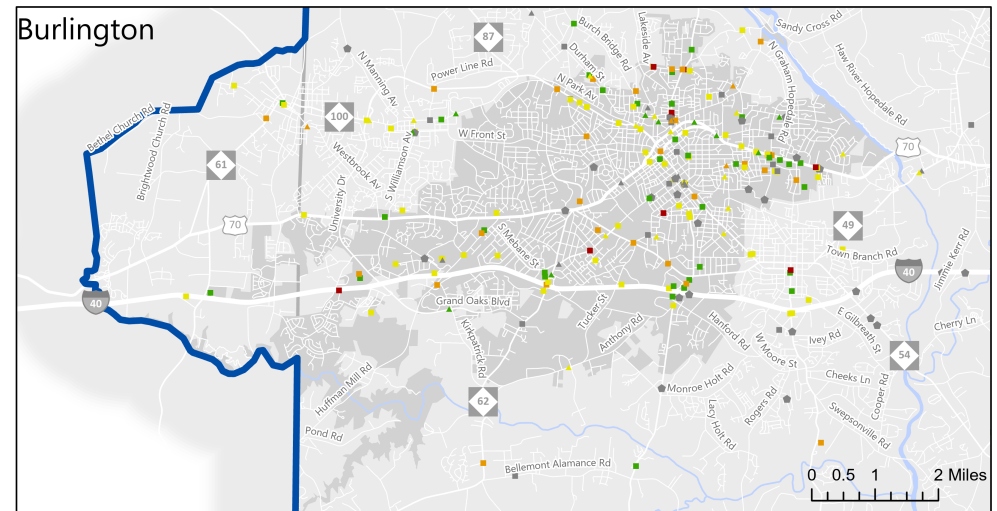 Burlington
Sandy Cross Rd
Lakeside Av
Burch Bridge Rd
87
Durham St
N Manning Av
Power Line Rd
N Park Av
N Graham Hopedale Rd
Haw River Hopedale Rd
Bethel Church Rd
100
W Front St
Brightwood Church Rd
61
Westbrook Av
S Williamson Av
70
University Dr
70
49
S Mebane St
Town Branch Rd
40
Jimmie Kerr Rd
40
Grand Oaks Blvd
Tucker St
Anthony Rd
Hanford Rd
E Gilbreath St
Cherry Ln
Kirkpatrick Rd
W Moore St
Ivey Rd
54
Huffman Mill Rd
Monroe Holt Rd
Cheeks Ln
Cooper Rd
62
Rogers Rd
Lacy Holt Rd
Swepsonville Rd
Pond Rd
Bellemont Alamance Rd
0 0.5 1 2 Miles